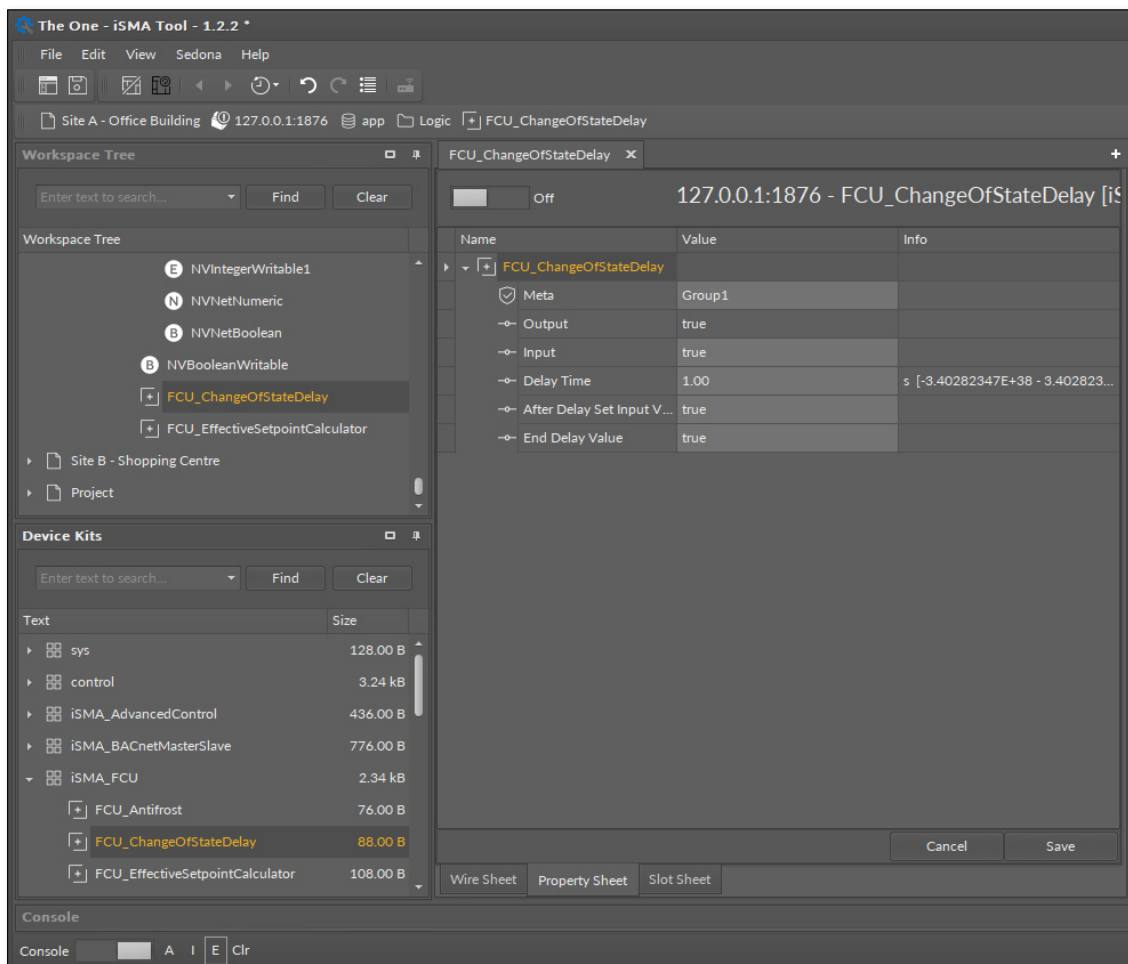 The One - iSMA Tool - 1.2.2 *
File Edit View Sedona Help
Site A - Office Building 127.0.0.1:1876 app Logic FCU_ChangeOfStateDelay
Workspace Tree
Enter text to search... Find Clear
Workspace Tree
NVIntegerWritable1
NVNetNumeric
NVNetBoolean
NVBooleanWritable
FCU_ChangeOfStateDelay
FCU_EffectiveSetpointCalculator
Site B - Shopping Centre
Project
Device Kits
Enter text to search... Find Clear
Text Size
sys 128.00 B
control 3.24 kB
iSMA_AdvancedControl 436.00 B
iSMA_BACnetMasterSlave 776.00 B
iSMA_FCU 2.34 kB
FCU_Antifrost 76.00 B
FCU_ChangeOfStateDelay 88.00 B
FCU_EffectiveSetpointCalculator 108.00 B
FCU_ChangeOfStateDelay
Off 127.0.0.1:1876 - FCU_ChangeOfStateDelay [iS
Name Value Info
FCU_ChangeOfStateDelay
Meta Group1
Output true
Input true
Delay Time 1.00 s [-3.40282347E+38 - 3.402823...
After Delay Set Input V... true
End Delay Value true
Cancel Save
Wire Sheet Property Sheet Slot Sheet
Console
Console A I E Clr